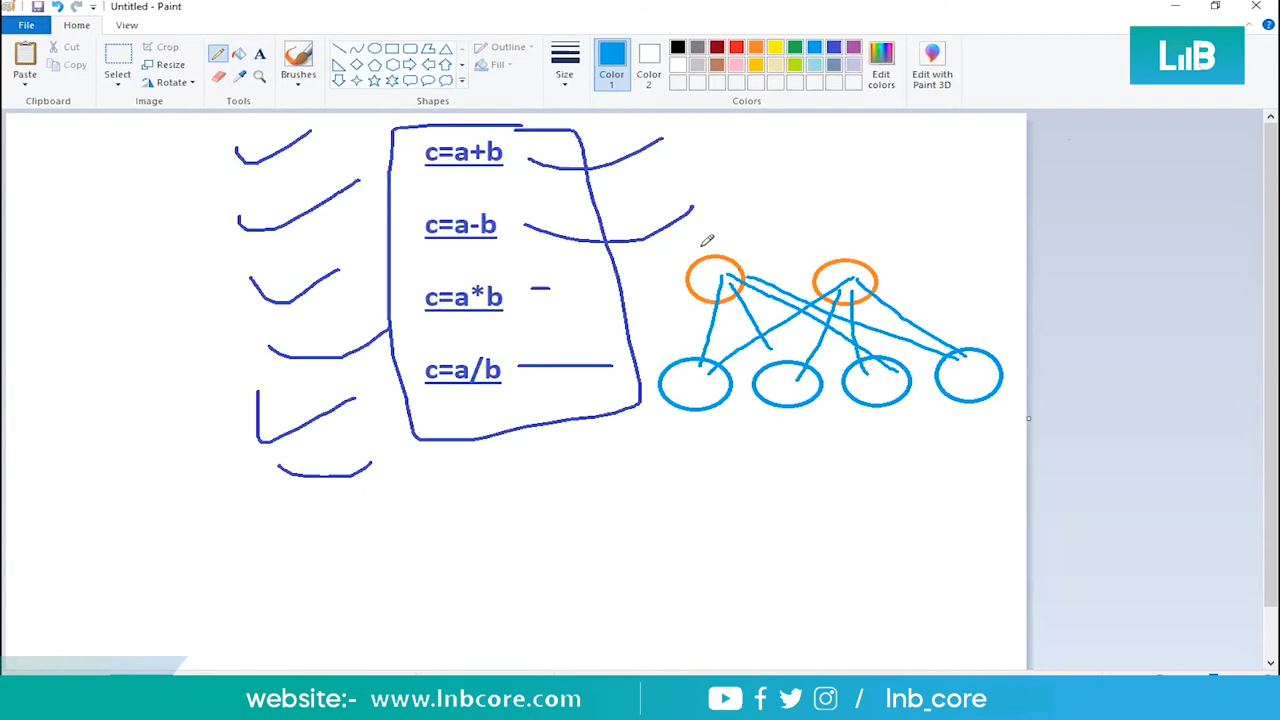 Untitled - Paint
File Home View
Paste Cut Copy Clipboard
Select Crop Resize Rotate Image
Tools
Brushes
Outline Fill Shapes
Size
Color 1 Color 2 Edit colors Colors
Edit with Paint 3D
LNB
c=a+b
c=a-b
c=a*b
c=a/b
website:- www.lnbcore.com lnb_core